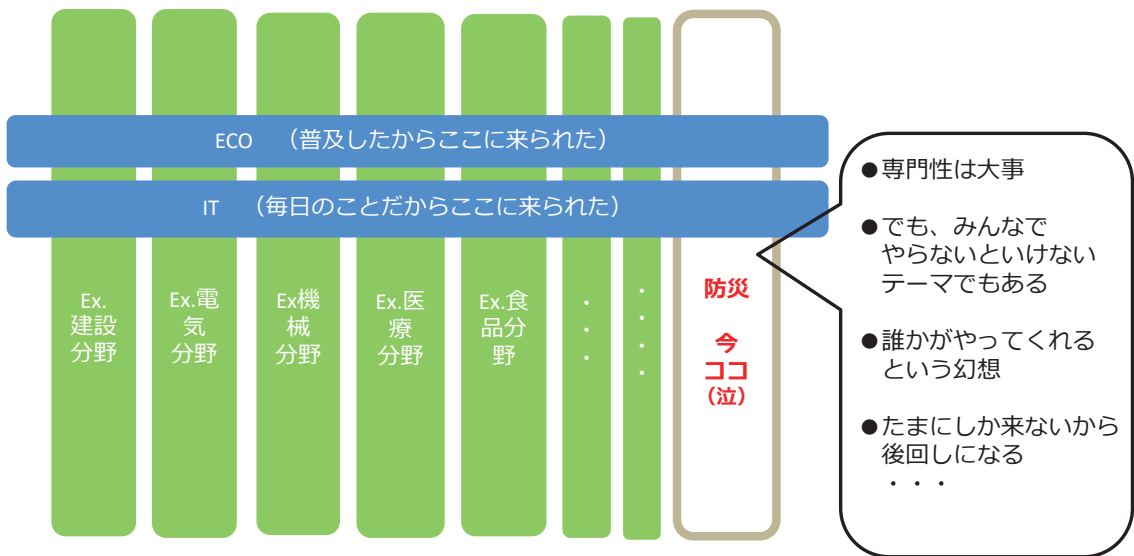 ECO （普及したからここに来られた）
IT （毎日のことだからここに来られた）
Ex.
建設
分野
Ex.電
気
分野
Ex機
械
分野
Ex.医
療
分野
Ex.食
品分
野
・
・
・
・
・
・
・
防災
今
ココ
（泣）
●専門性は大事
●でも、みんなで
やらないといけない
テーマでもある
●誰かがやってくれる
という幻想
●たまにしか来ないから
後回しになる
・・・